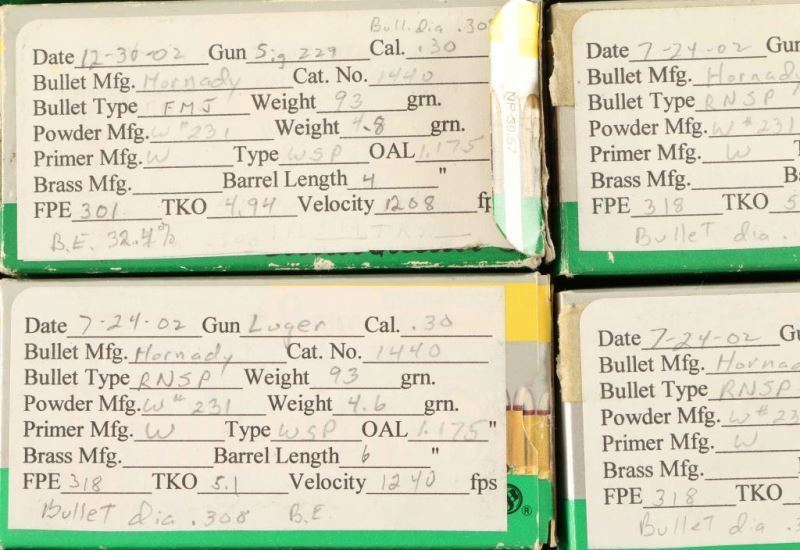 Bull. dia .308
Date 12-30-02 Gun Sig 229 Cal. .30
Bullet Mfg. Hornady Cat. No. 1440
Bullet Type FMJ Weight 93 grn.
Powder Mfg. W #231 Weight 4.8 grn.
Primer Mfg. W Type WSP OAL 1.175
Brass Mfg. Barrel Length 4 "
FPE 301 TKO 4.94 Velocity 1208 fp
B.E. 32.4%
Date 7-24-02 Gun
Bullet Mfg. Hornady
Bullet Type RNSP
Powder Mfg. W #231
Primer Mfg. W T
Brass Mfg. Ba
FPE 318 TKO 5
Bullet dia.
Date 7-24-02 Gun Luger Cal. .30
Bullet Mfg. Hornady Cat. No. 1440
Bullet Type RNSP Weight 93 grn.
Powder Mfg. W # 231 Weight 4.6 grn.
Primer Mfg. W Type WSP OAL 1.175"
Brass Mfg. Barrel Length 6 "
FPE 318 TKO 5.1 Velocity 1240 fps
Bullet dia .308 B.E.
Date 7-24-02 Gu
Bullet Mfg. Horna
Bullet Type RNSP
Powder Mfg. W #23
Primer Mfg. W
Brass Mfg.
FPE 318 TKO
Bullet dia .3